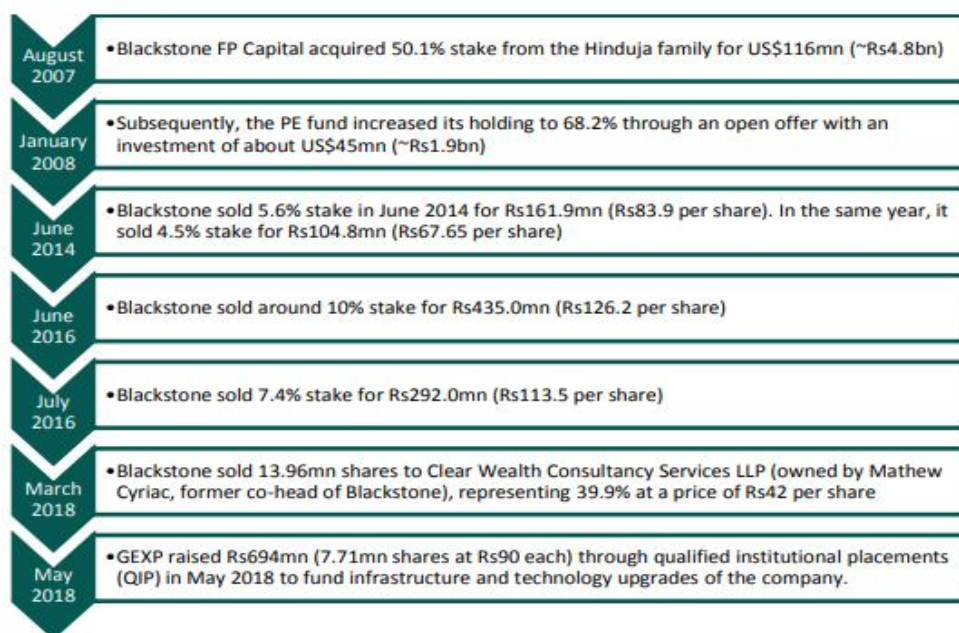 August
2007
•Blackstone FP Capital acquired 50.1% stake from the Hinduja family for US$116mn (~Rs4.8bn)
January
2008
•Subsequently, the PE fund increased its holding to 68.2% through an open offer with an
investment of about US$45mn (~Rs1.9bn)
June
2014
•Blackstone sold 5.6% stake in June 2014 for Rs161.9mn (Rs83.9 per share). In the same year, it
sold 4.5% stake for Rs104.8mn (Rs67.65 per share)
June
2016
•Blackstone sold around 10% stake for Rs435.0mn (Rs126.2 per share)
July
2016
•Blackstone sold 7.4% stake for Rs292.0mn (Rs113.5 per share)
March
2018
•Blackstone sold 13.96mn shares to Clear Wealth Consultancy Services LLP (owned by Mathew
Cyriac, former co-head of Blackstone), representing 39.9% at a price of Rs42 per share
May
2018
•GEXP raised Rs694mn (7.71mn shares at Rs90 each) through qualified institutional placements
(QIP) in May 2018 to fund infrastructure and technology upgrades of the company.